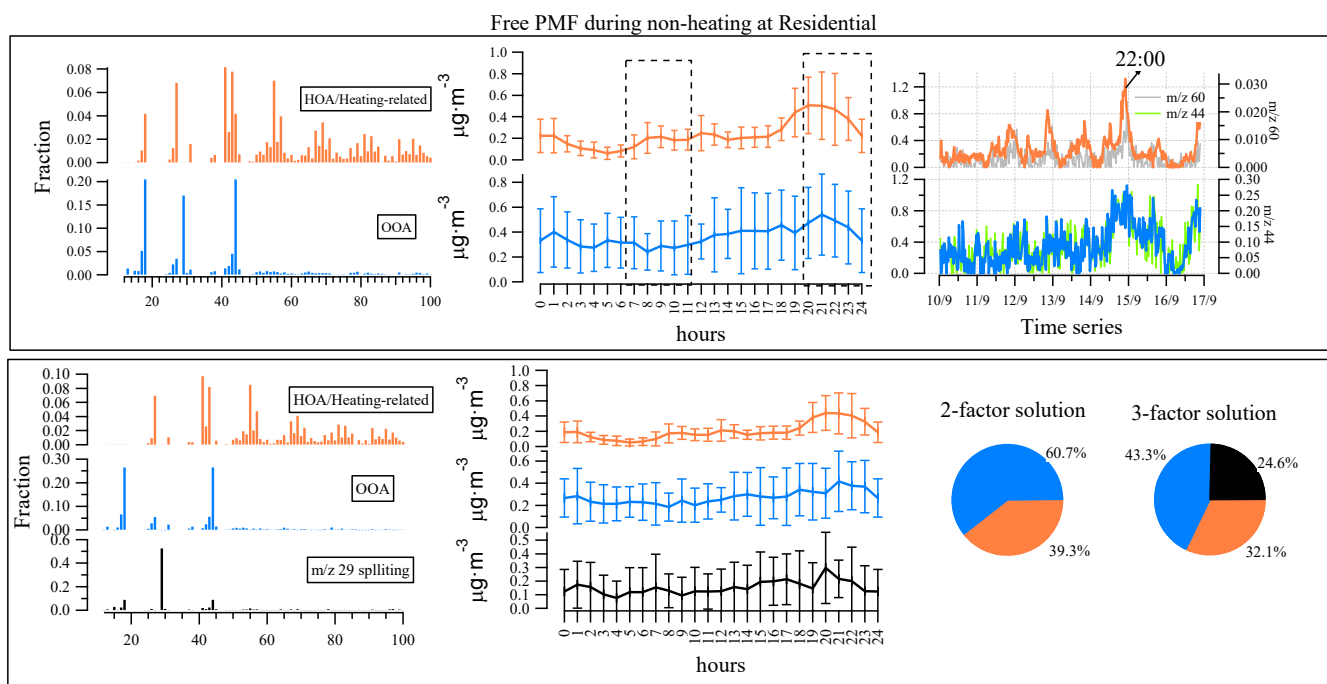 Free PMF during non-heating at Residential
Fraction
0.08
0.06
0.04
0.02
0.00
HOA/Heating-related
0.20
0.15
0.10
0.05
0.00
OOA
20 40 60 80 100
µg·m-3
1.0
0.8
0.6
0.4
0.2
0.0
µg·m-3
0.8
0.6
0.4
0.2
0.0
0 1 2 3 4 5 6 7 8 9 10 11 12 13 14 15 16 17 18 19 20 21 22 23 24
hours
22:00
1.2
0.8
0.4
0.0
m/z 60
m/z 44
0.030
0.020
0.010
0.000
m/z 60
1.2
0.8
0.4
0.0
0.30
0.25
0.20
0.15
0.10
0.05
0.00
m/z 44
10/9 11/9 12/9 13/9 14/9 15/9 16/9 17/9
Time series
Fraction
0.10
0.08
0.06
0.04
0.02
0.00
HOA/Heating-related
0.30
0.20
0.10
0.00
OOA
0.6
0.4
0.2
0.0
m/z 29 splliting
20 40 60 80 100
µg·m-3
1.0
0.8
0.6
0.4
0.2
0.0
µg·m-3
0.6
0.4
0.2
0.0
µg·m-3
0.5
0.4
0.3
0.2
0.1
0.0
0 1 2 3 4 5 6 7 8 9 10 11 12 13 14 15 16 17 18 19 20 21 22 23 24
hours
2-factor solution
60.7%
39.3%
3-factor solution
43.3%
24.6%
32.1%